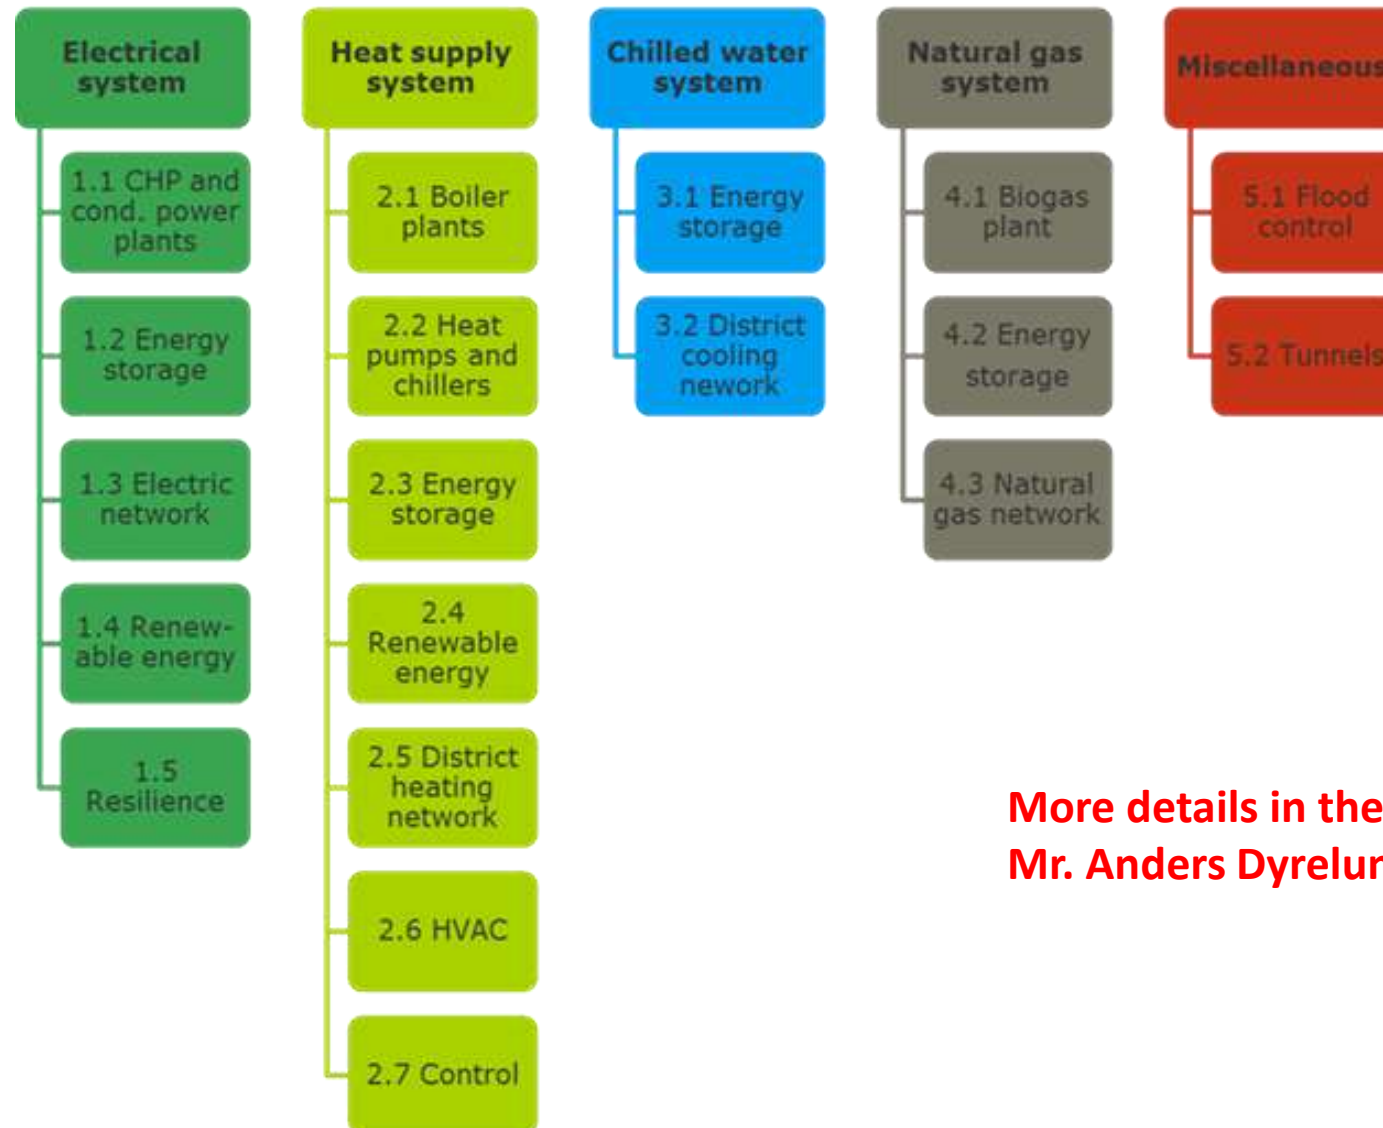 Electrical
system
1.1 CHP and
cond. power
plants
1.2 Energy
storage
1.3 Electric
network
1.4 Renew-
able energy
1.5
Resilience
Heat supply
system
2.1 Boiler
plants
2.2 Heat
pumps and
chillers
2.3 Energy
storage
2.4
Renewable
energy
2.5 District
heating
network
2.6 HVAC
2.7 Control
Chilled water
system
3.1 Energy
storage
3.2 District
cooling
nework
Natural gas
system
4.1 Biogas
plant
4.2 Energy
storage
4.3 Natural
gas network
Miscellaneous
5.1 Flood
control
5.2 Tunnels
More details in the
Mr. Anders